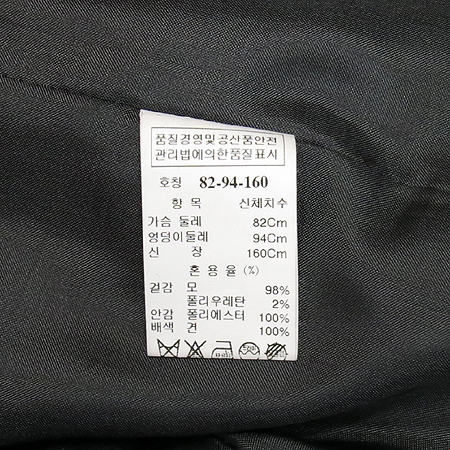 품질경영및공산품안전
관리법에의한품질표시
호칭 82-94-160
항 목 신체치수
가슴 둘레 82Cm
엉덩이둘레 94Cm
신 장 160Cm
혼 용 율 (%)
겉감 모 98%
폴리우레탄 2%
안감 폴리에스터 100%
배색 견 100%